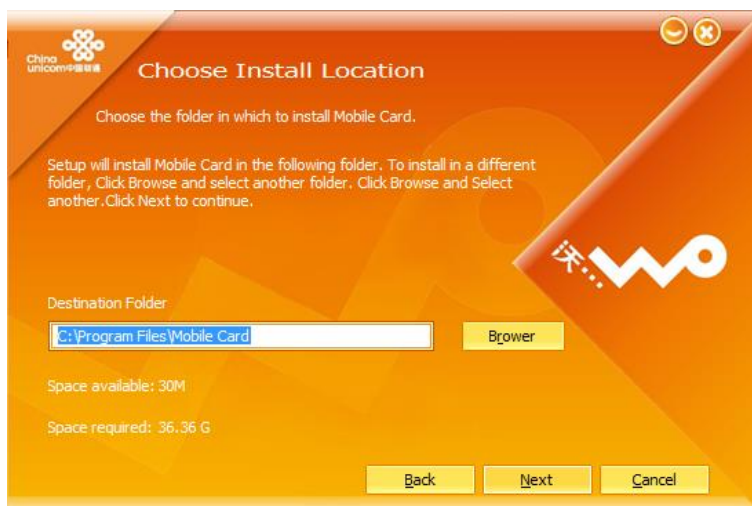 China
unicom中国联通
Choose Install Location
Choose the folder in which to install Mobile Card.
Setup will install Mobile Card in the following folder. To install in a different
folder, Click Browse and select another folder. Click Browse and Select
another.Click Next to continue.
沃...
Destination Folder
C:\Program Files\Mobile Card
Brower
Space available: 30M
Space required: 36.36 G
Back
Next
Cancel